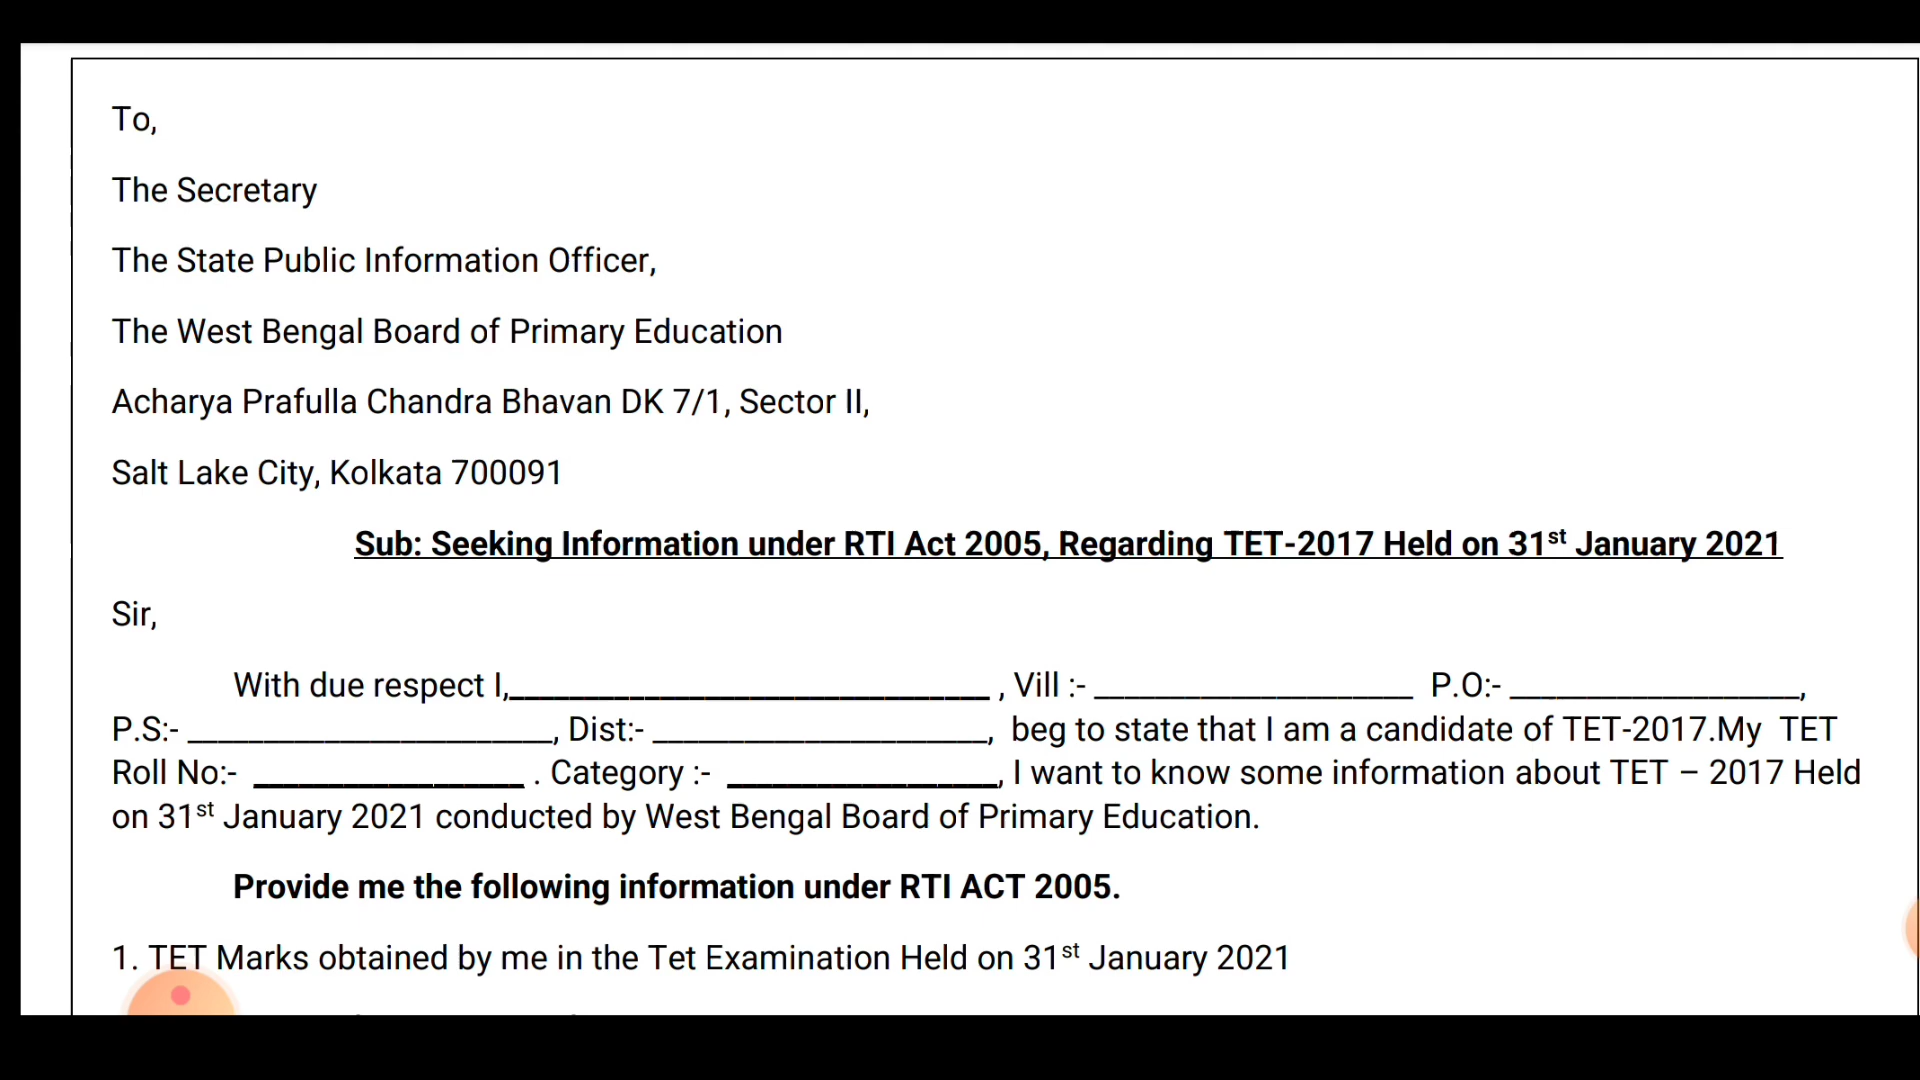 To,
The Secretary
The State Public Information Officer,
The West Bengal Board of Primary Education
Acharya Prafulla Chandra Bhavan DK 7/1, Sector II,
Salt Lake City, Kolkata 700091
Sub: Seeking Information under RTI Act 2005, Regarding TET-2017 Held on 31st January 2021
Sir,
With due respect I,_____________________________ , Vill :- ___________________ P.O:- _________________,
P.S:- ______________________, Dist:- ____________________, beg to state that I am a candidate of TET-2017.My TET
Roll No:- ________________ . Category :- ________________, I want to know some information about TET – 2017 Held
on 31st January 2021 conducted by West Bengal Board of Primary Education.
Provide me the following information under RTI ACT 2005.
1. TET Marks obtained by me in the Tet Examination Held on 31st January 2021